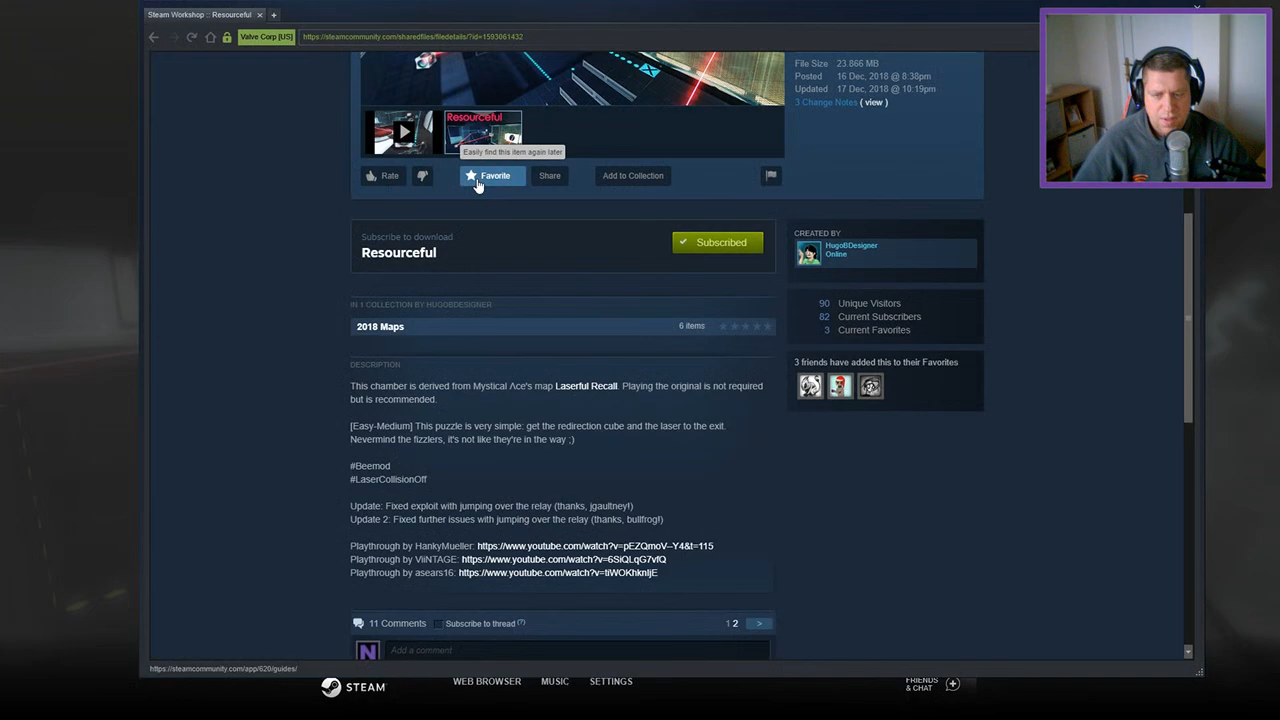 Steam Workshop :: Resourceful
Valve Corp [US]
https://steamcommunity.com/sharedfiles/filedetails/?id=1593061432
File Size 23.866 MB
Posted 16 Dec, 2018 @ 8:38pm
Updated 17 Dec, 2018 @ 10:19pm
3 Change Notes ( view )
Resourceful
Easily find this item again later
Rate
Favorite
Share
Add to Collection
Subscribe to download
Resourceful
Subscribed
CREATED BY
HugoBDesigner
Online
90 Unique Visitors
82 Current Subscribers
3 Current Favorites
IN 1 COLLECTION BY HUGOBDESIGNER
2018 Maps 6 items
3 friends have added this to their Favorites
DESCRIPTION
This chamber is derived from Mystical Λce's map Laserful Recall. Playing the original is not required
but is recommended.
[Easy-Medium] This puzzle is very simple: get the redirection cube and the laser to the exit.
Nevermind the fizzlers, it's not like they're in the way ;)
#Beemod
#LaserCollisionOff
Update: Fixed exploit with jumping over the relay (thanks, jgaultney!)
Update 2: Fixed further issues with jumping over the relay (thanks, bullfrog!)
Playthrough by HankyMueller: https://www.youtube.com/watch?v=pEZQmoV--Y4&t=115
Playthrough by ViiNTAGE: https://www.youtube.com/watch?v=6SiQLqG7vfQ
Playthrough by asears16: https://www.youtube.com/watch?v=tiWOKhknIjE
11 Comments Subscribe to thread (?) 1 2 >
N Add a comment
https://steamcommunity.com/app/620/guides/
STEAM
WEB BROWSER MUSIC SETTINGS
FRIENDS
& CHAT